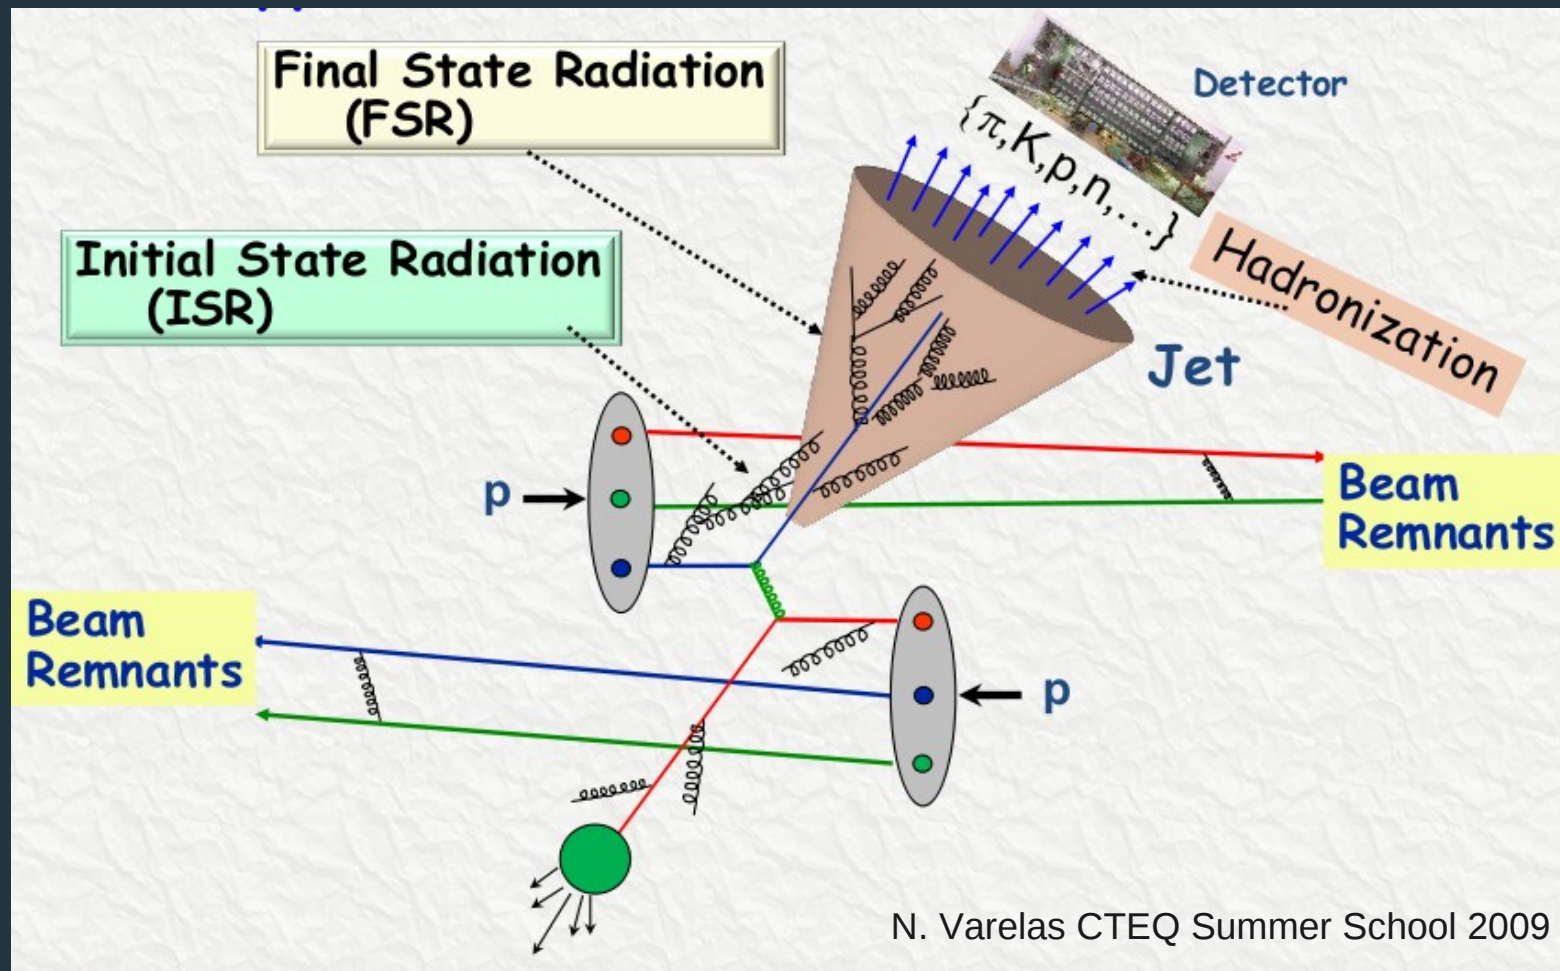 Final State Radiation
(FSR)
Detector
{π,K,p,n,...}
Initial State Radiation
(ISR)
Hadronization
Jet
p
Beam
Remnants
Beam
Remnants
p
N. Varelas CTEQ Summer School 2009